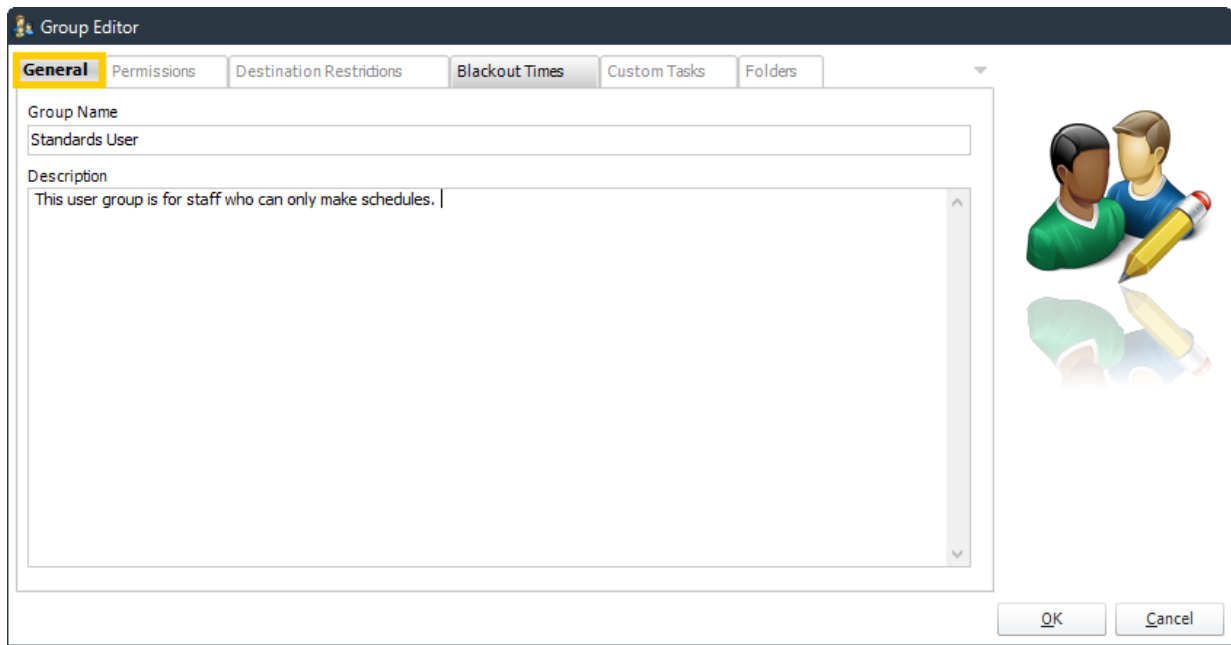 Group Editor
General Permissions Destination Restrictions Blackout Times Custom Tasks Folders
Group Name
Standards User
Description
This user group is for staff who can only make schedules.
OK Cancel